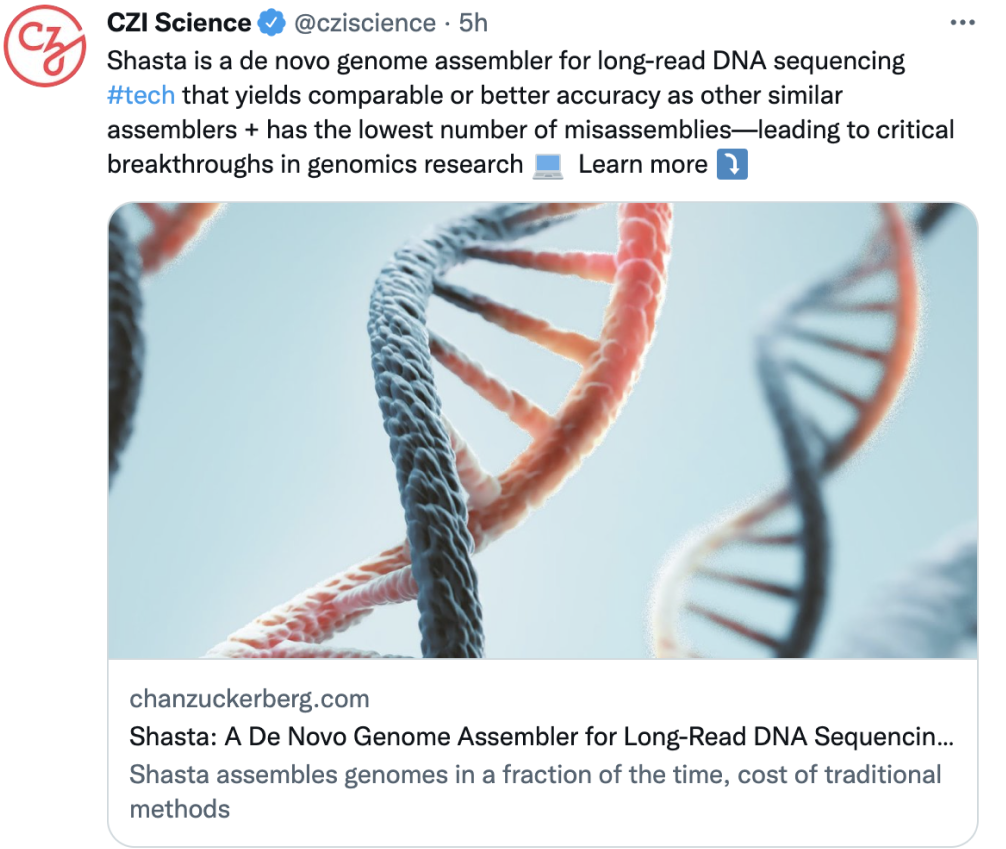 CZI Science @cziscience · 5h
Shasta is a de novo genome assembler for long-read DNA sequencing
#tech that yields comparable or better accuracy as other similar
assemblers + has the lowest number of misassemblies—leading to critical
breakthroughs in genomics research 💻 Learn more ⤵️
CZ
chanzuckerberg.com
Shasta: A De Novo Genome Assembler for Long-Read DNA Sequencin...
Shasta assembles genomes in a fraction of the time, cost of traditional
methods